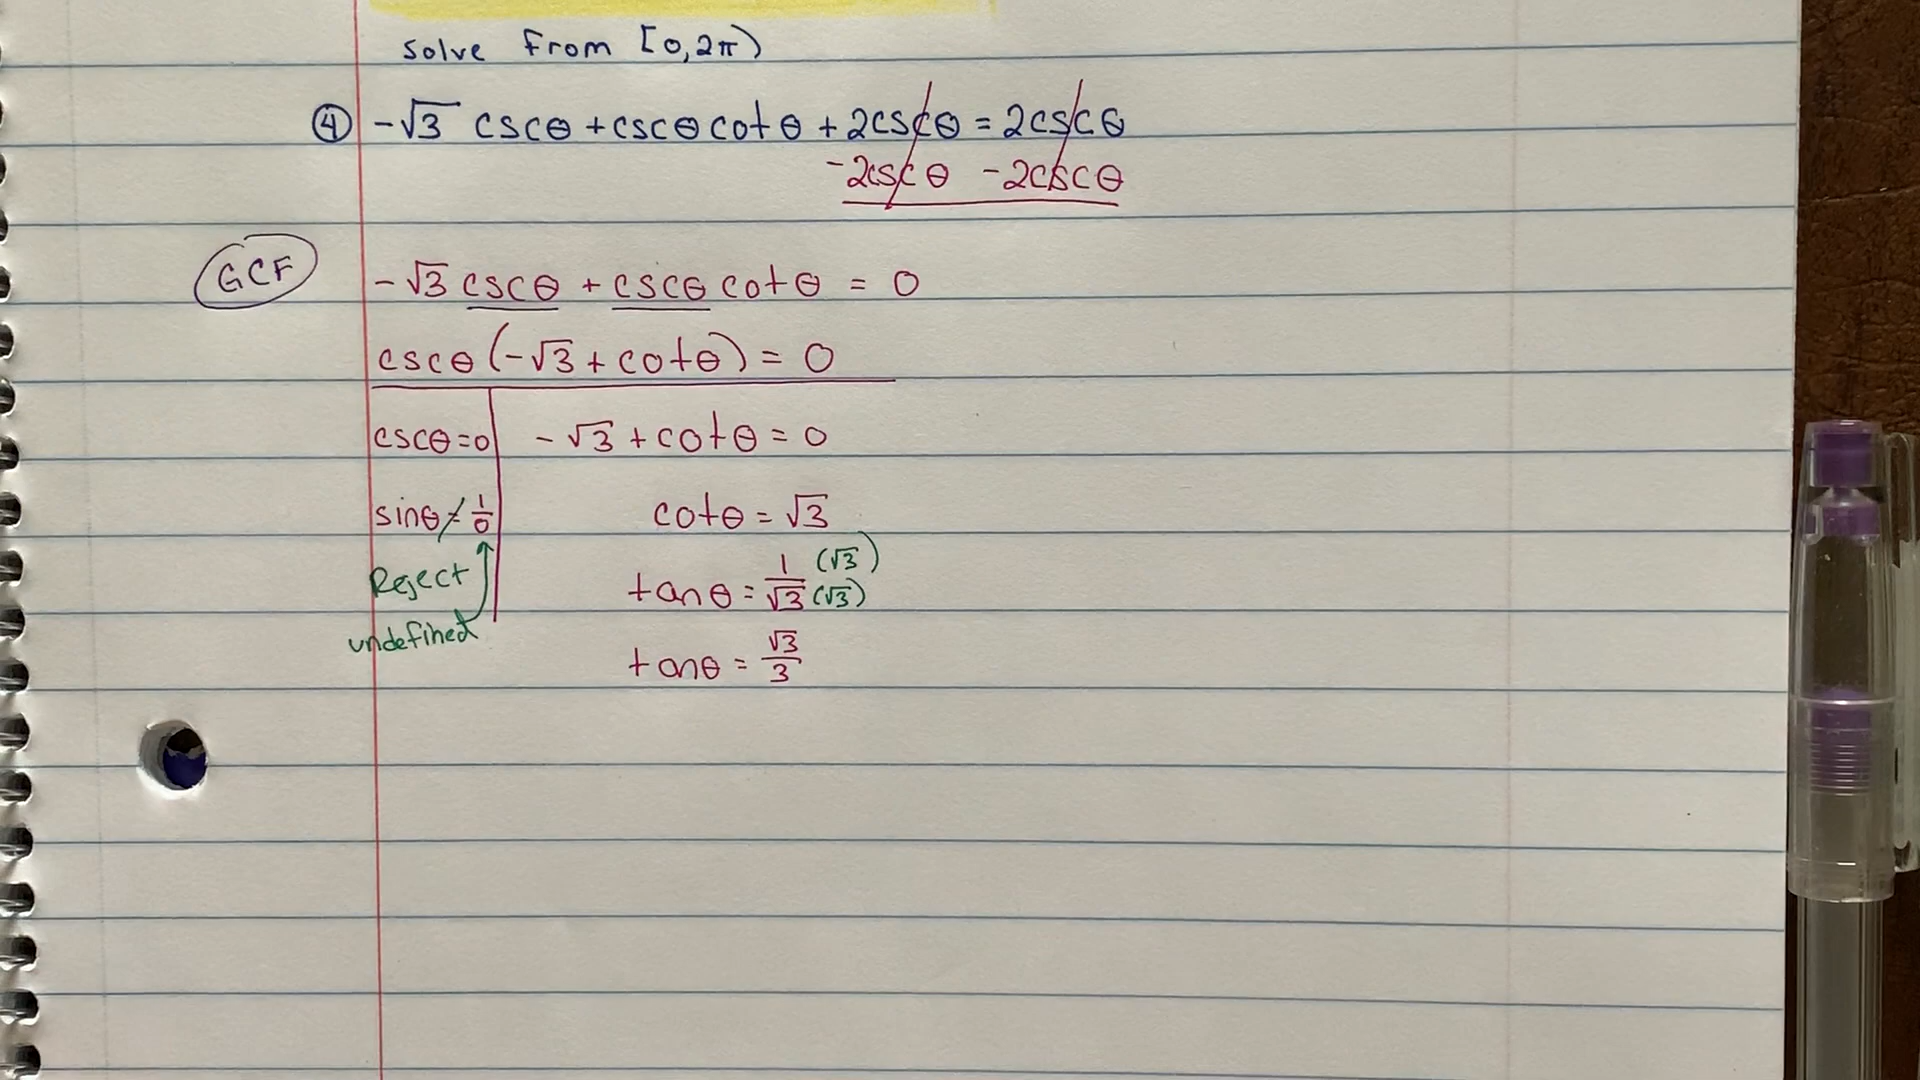 solve from [0,2π)
④ -√3 cscθ + cscθ cotθ + 2cscθ = 2cscθ
-2cscθ -2cscθ
GCF -√3 cscθ + cscθ cotθ = 0
cscθ(-√3 + cotθ) = 0
cscθ=0 -√3 + cotθ = 0
sinθ ≠ 1/0 cotθ = √3
Reject tanθ = 1/√3 (√3)/(√3)
undefined tanθ = √3/3